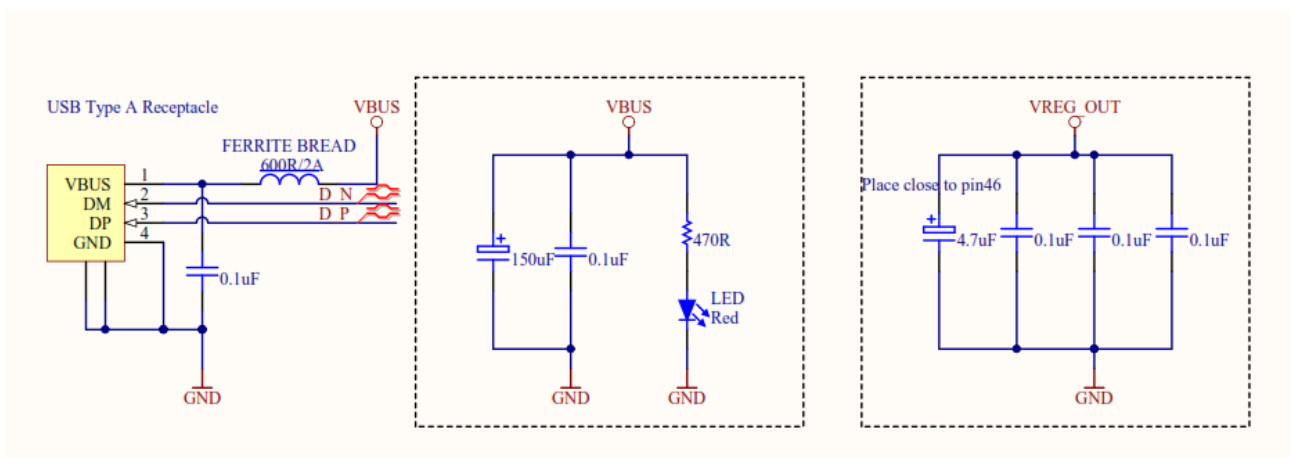 USB Type A Receptacle
VBUS
FERRITE BREAD
600R/2A
VBUS 1
DM 2
DP 3
GND 4
D N
D P
0.1uF
GND
VBUS
150uF
0.1uF
470R
LED
Red
GND
GND
VREG_OUT
Place close to pin46
4.7uF
0.1uF
0.1uF
0.1uF
GND